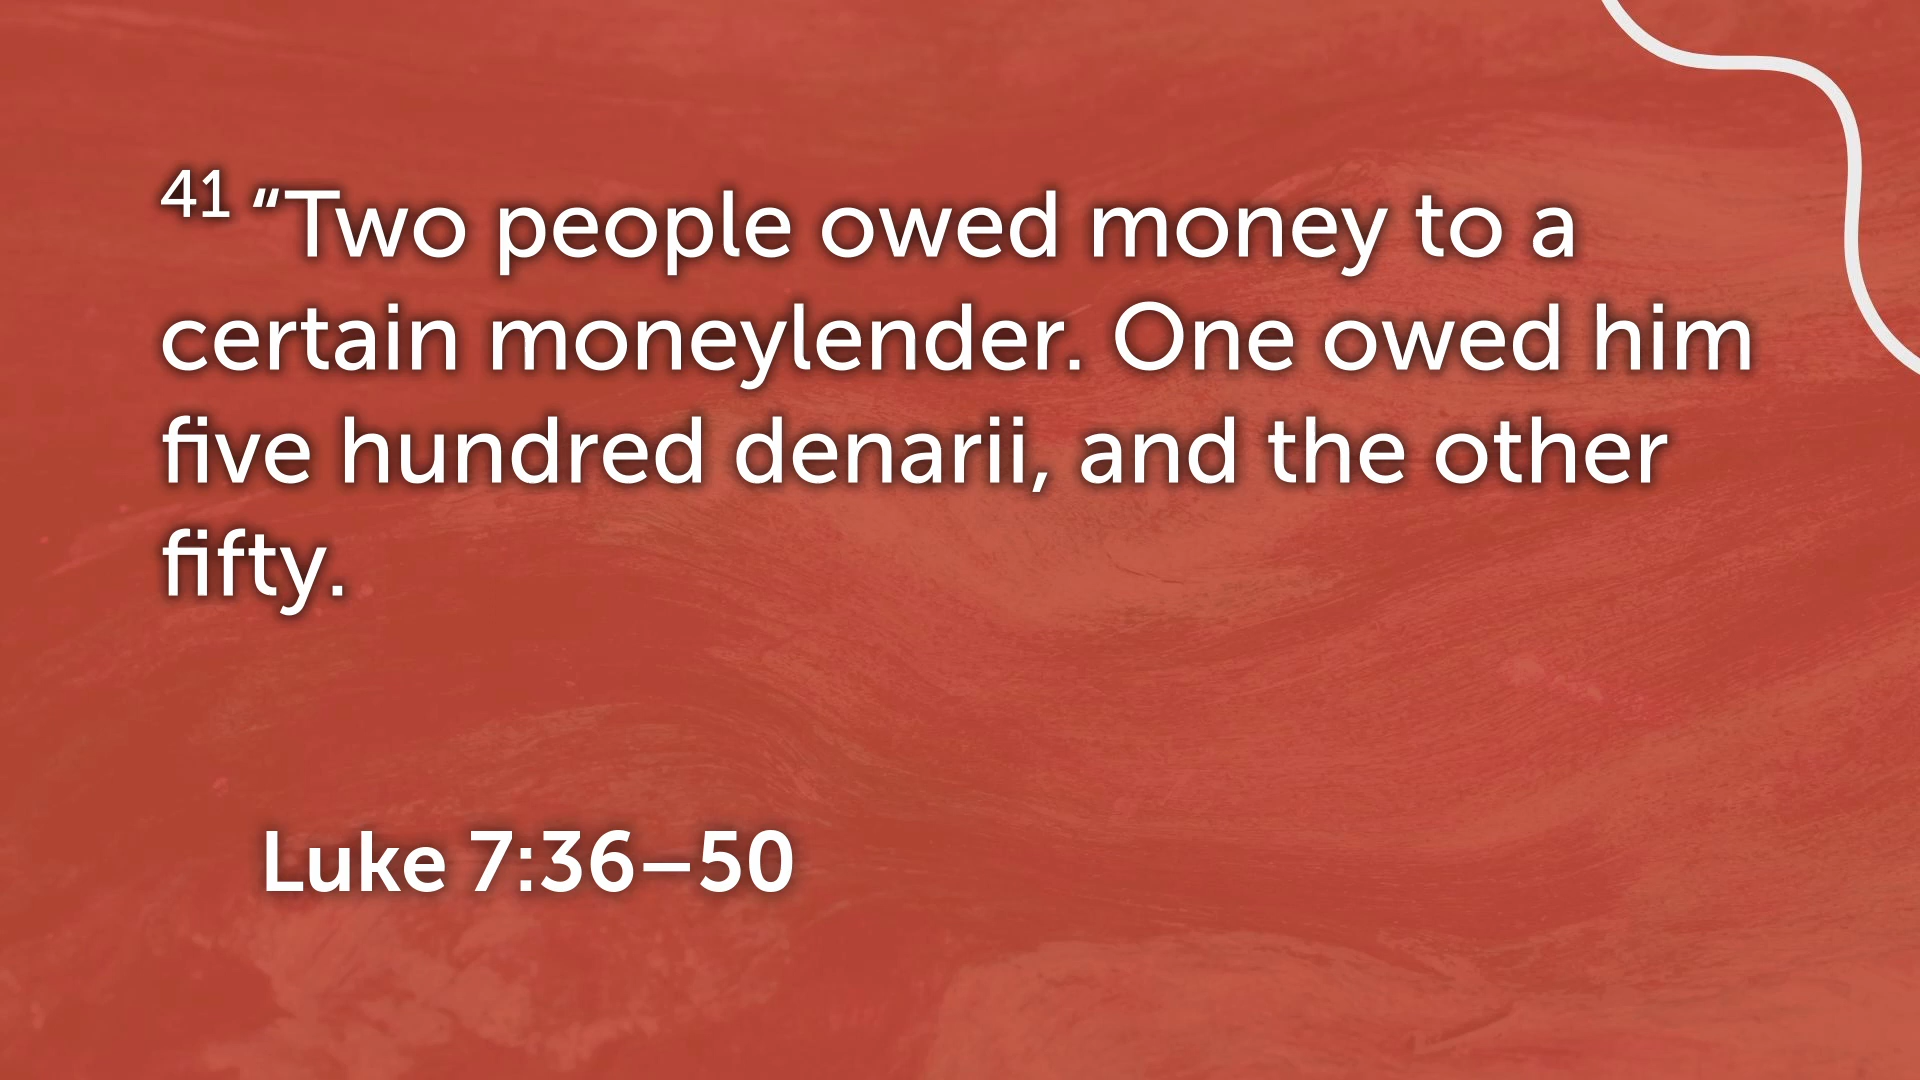 41 “Two people owed money to a
certain moneylender. One owed him
five hundred denarii, and the other
fifty.
Luke 7:36–50